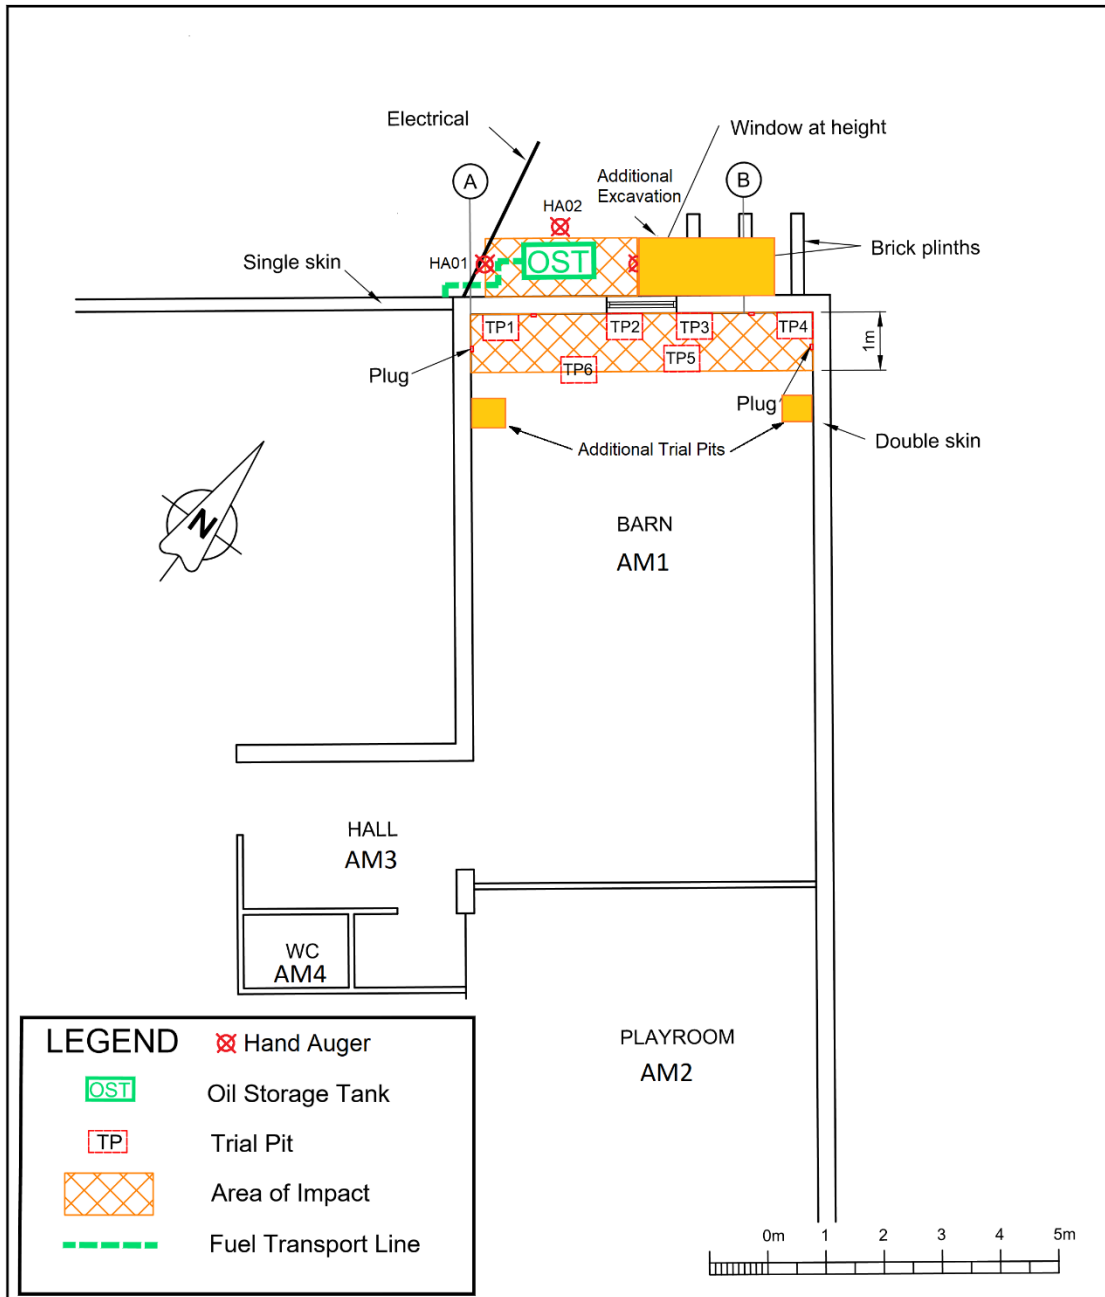 Electrical
Window at height
A
Additional
Excavation
B
HA02
Brick plinths
HA01
OST
Single skin
TP1
TP2
TP3
TP4
1m
TP5
TP6
Plug
Plug
Double skin
Additional Trial Pits
N
BARN
AM1
HALL
AM3
WC
AM4
PLAYROOM
AM2
LEGEND
Hand Auger
OST
Oil Storage Tank
TP
Trial Pit
Area of Impact
Fuel Transport Line
0m 1 2 3 4 5m